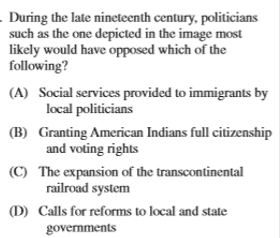 . During the late nineteenth century, politicians
such as the one depicted in the image most
likely would have opposed which of the
following?
(A) Social services provided to immigrants by
local politicians
(B) Granting American Indians full citizenship
and voting rights
(C) The expansion of the transcontinental
railroad system
(D) Calls for reforms to local and state
governments